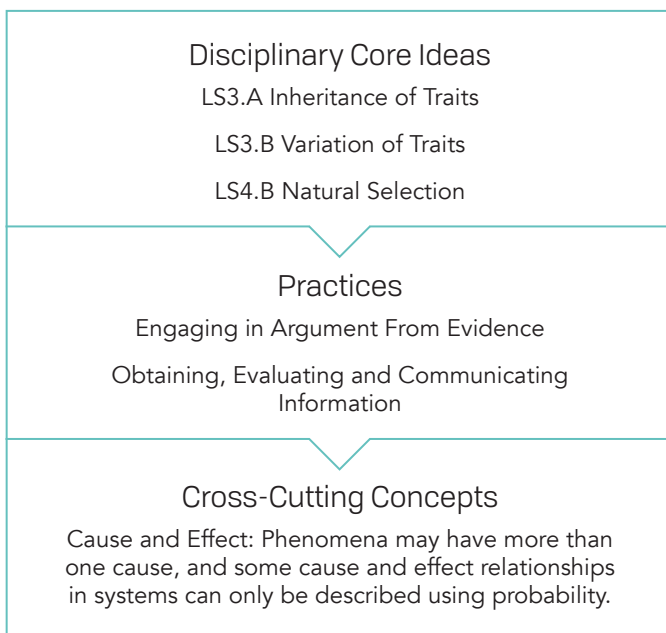 Disciplinary Core Ideas
LS3.A Inheritance of Traits
LS3.B Variation of Traits
LS4.B Natural Selection
Practices
Engaging in Argument From Evidence
Obtaining, Evaluating and Communicating
Information
Cross-Cutting Concepts
Cause and Effect: Phenomena may have more than
one cause, and some cause and effect relationships
in systems can only be described using probability.